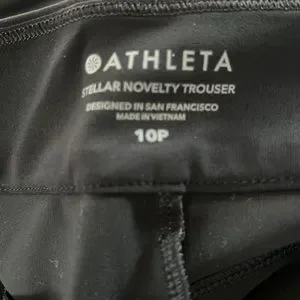 ATHLETA
STELLAR NOVELTY TROUSER
DESIGNED IN SAN FRANCISCO
MADE IN VIETNAM
10P